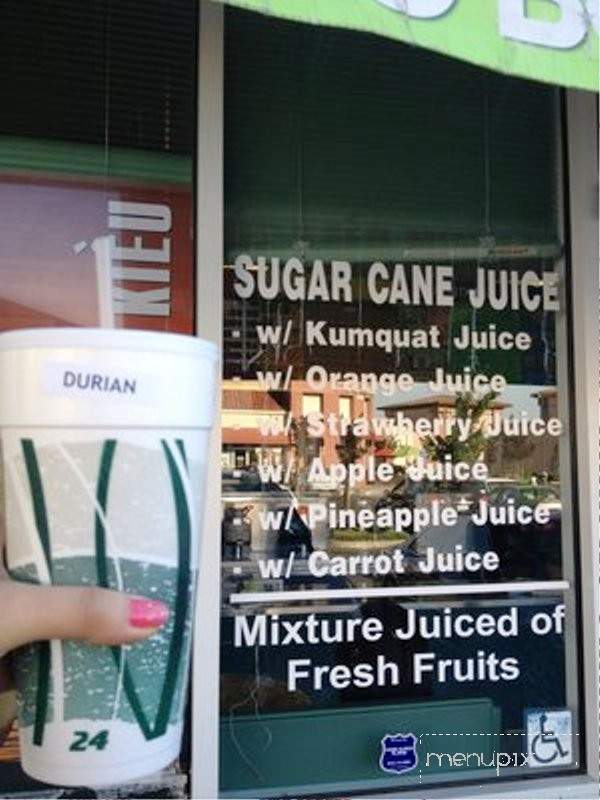 B
KIEU
DURIAN
24
SUGAR CANE JUICE
- w/ Kumquat Juice
- w/ Orange Juice
- w/ Strawberry Juice
- w/ Apple Juice
- w/ Pineapple Juice
- w/ Carrot Juice
Mixture Juiced of
Fresh Fruits
menupix